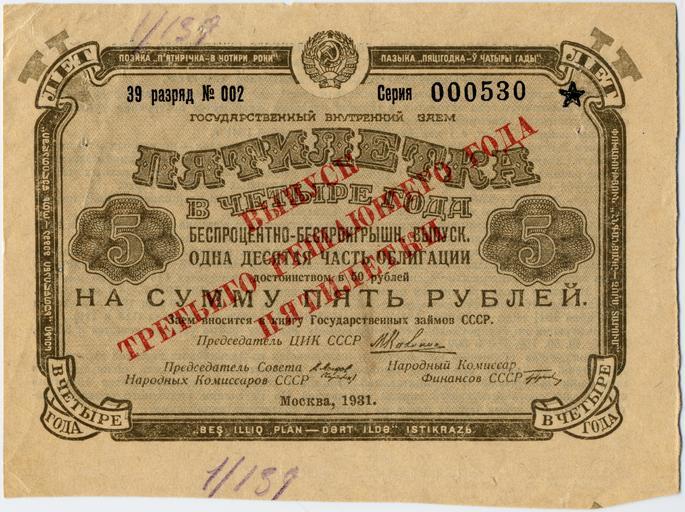 1/139
ПОЗИКА „П'ЯТИРІЧКА-В ЧОТИРИ РОКИ"
ПАЗЫКА „ПЯЦІГОДКА-Ў ЧАТЫРЫ ГАДЫ"
ЛЕТ
ЛЕТ
39 разряд № 002
Серия 000530
ГОСУДАРСТВЕННЫЙ ВНУТРЕННИЙ ЗАЕМ
ПЯТИЛЕТКА
В ЧЕТЫРЕ ГОДА
ВЫПУСК
ТРЕТЬЕГО РЕШАЮЩЕГО ГОДА
ПЯТИЛЕТКИ
5
5
БЕСПРОЦЕНТНО-БЕСПРОИГРЫШН. ВЫПУСК.
ОДНА ДЕСЯТАЯ ЧАСТЬ ОБЛИГАЦИИ
достоинством в 50 рублей
НА СУММУ ПЯТЬ РУБЛЕЙ.
Заем вносится в книгу Государственных займов СССР.
Председатель ЦИК СССР
Председатель Совета
Народных Комиссаров СССР
Народный Комиссар
Финансов СССР
Москва, 1931.
В ЧЕТЫРЕ
ГОДА
В ЧЕТЫРЕ
ГОДА
„BEŞ ILLIQ PLAN — DƏRT ILDƏ" ISTIKRAZЬ
1/139